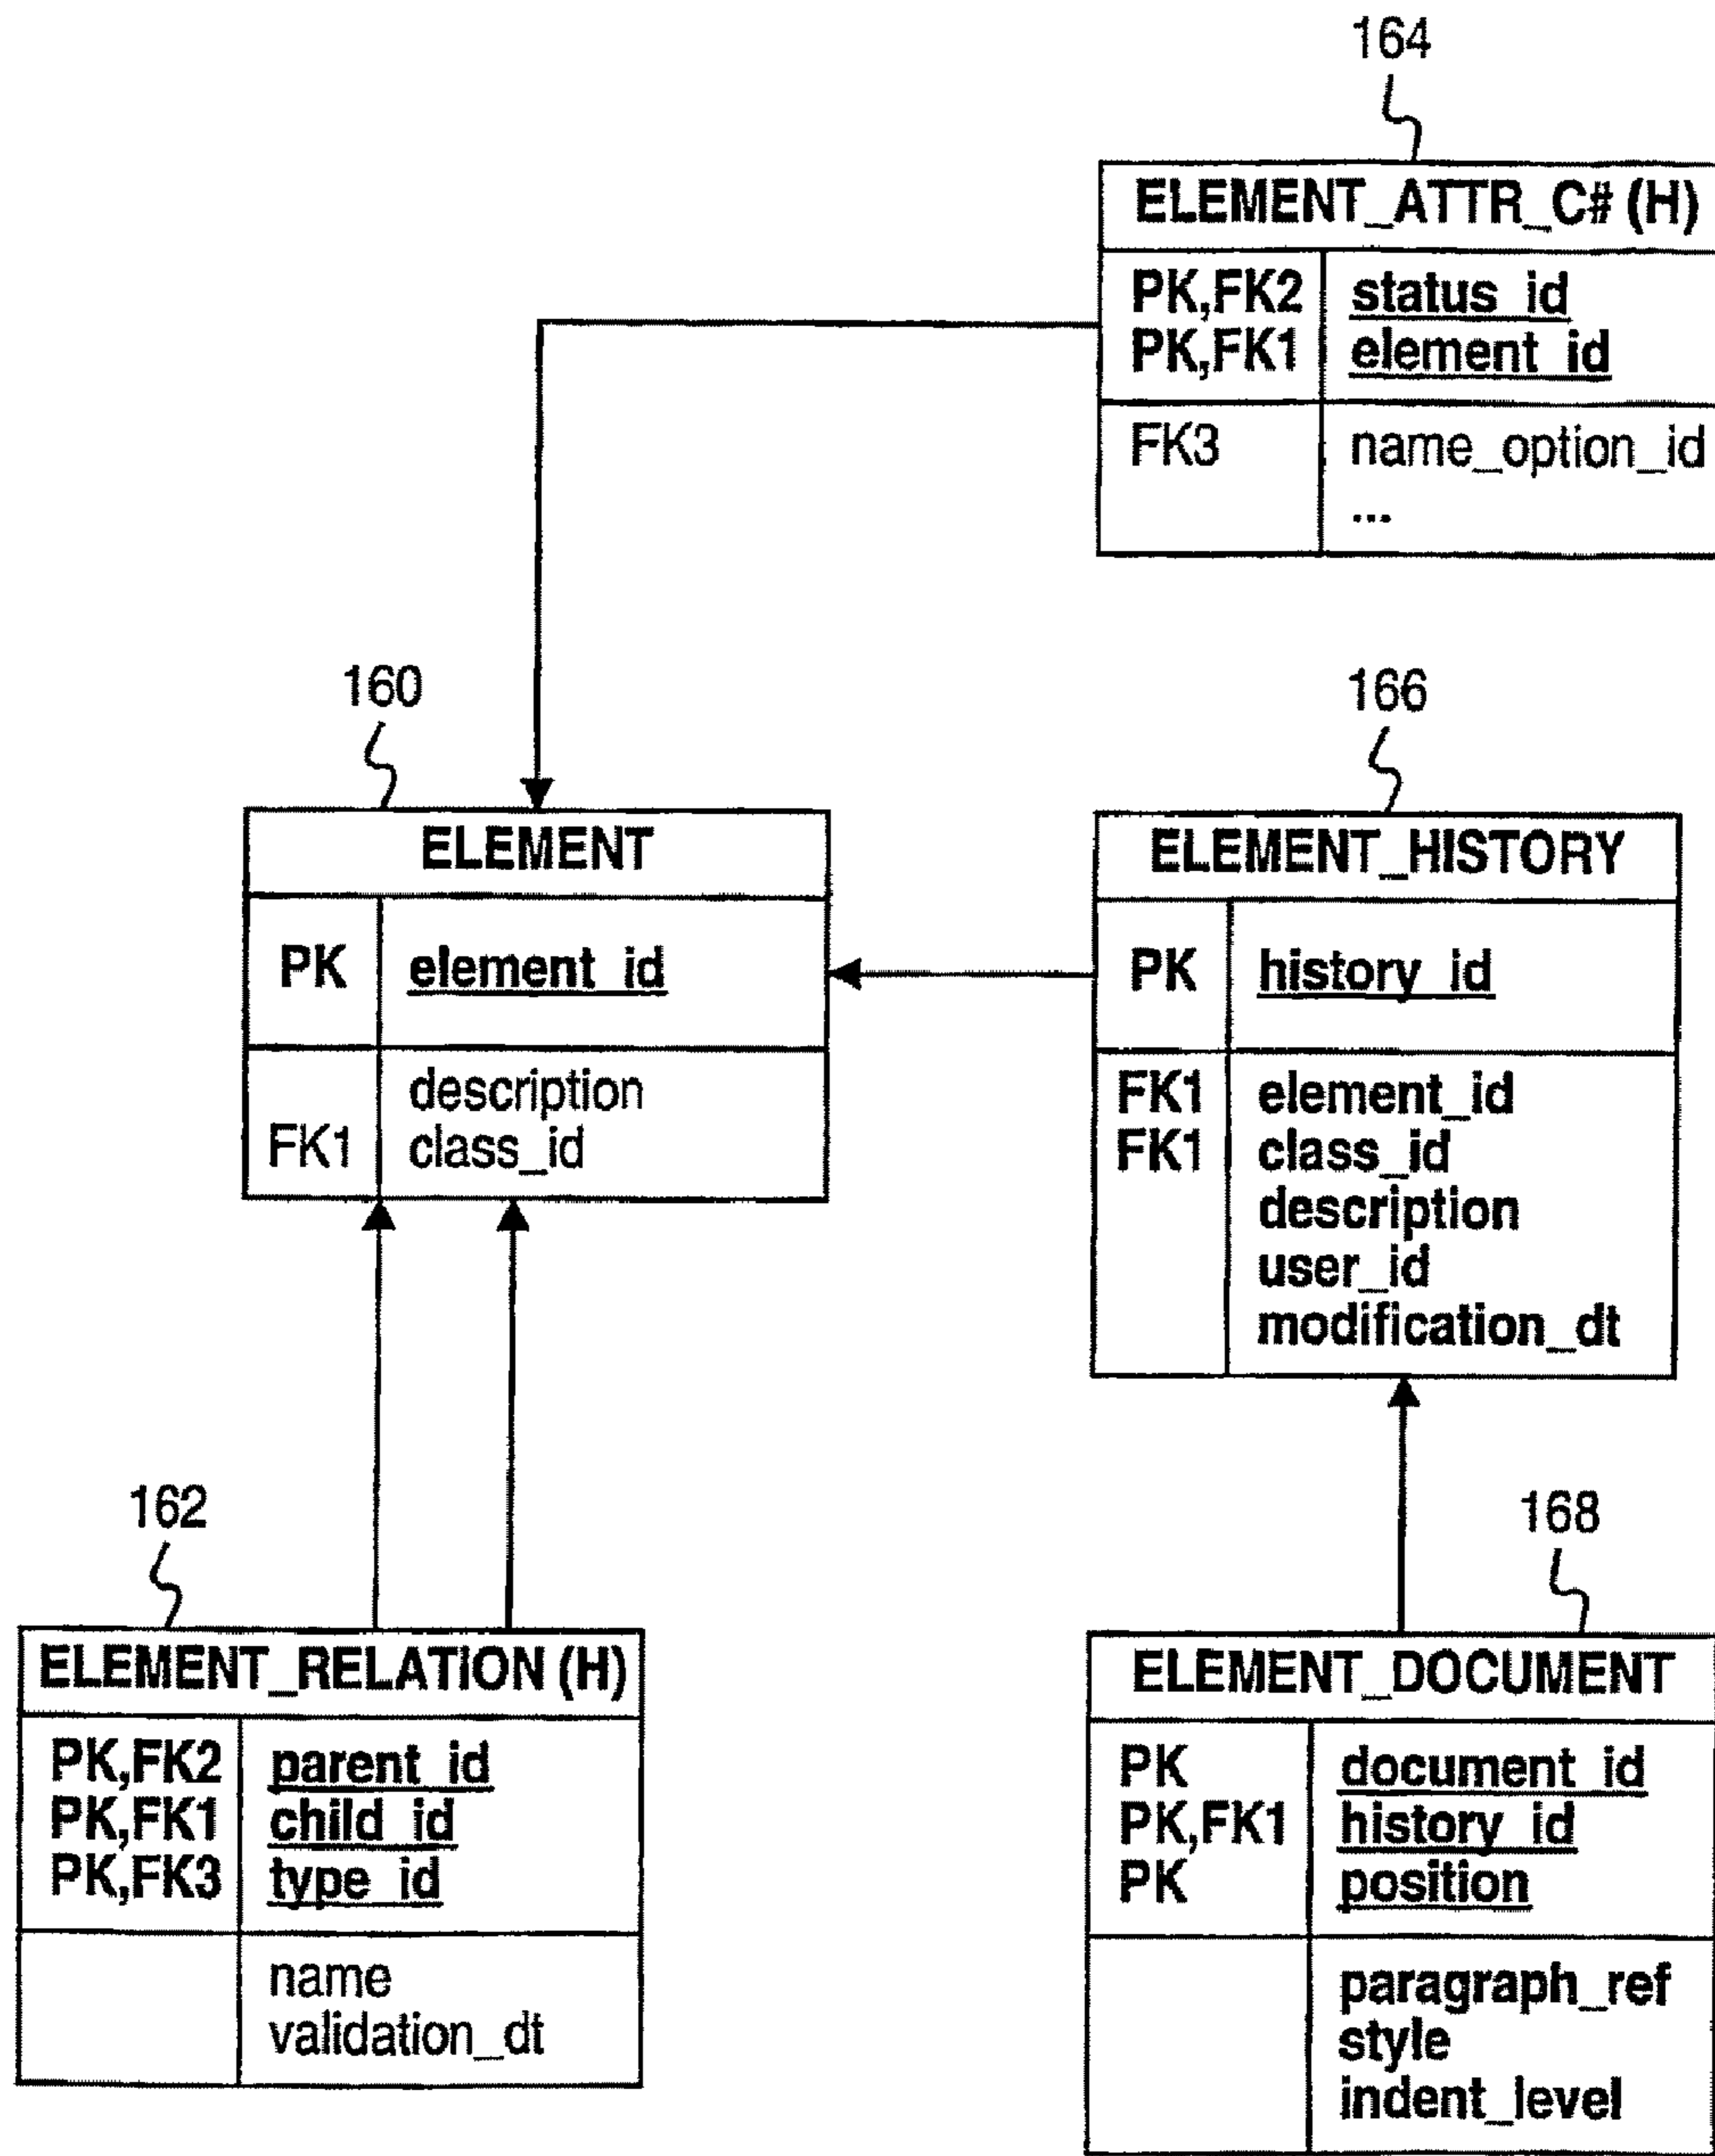 164
ELEMENT_ATTR_C# (H)
PK,FK2 status_id
PK,FK1 element_id
FK3 name_option_id
...
160
ELEMENT
PK element_id
description
FK1 class_id
166
ELEMENT_HISTORY
PK history_id
FK1 element_id
FK1 class_id
description
user_id
modification_dt
162
ELEMENT_RELATION (H)
PK,FK2 parent_id
PK,FK1 child_id
PK,FK3 type_id
name
validation_dt
168
ELEMENT_DOCUMENT
PK document_id
PK,FK1 history_id
PK position
paragraph_ref
style
indent_level